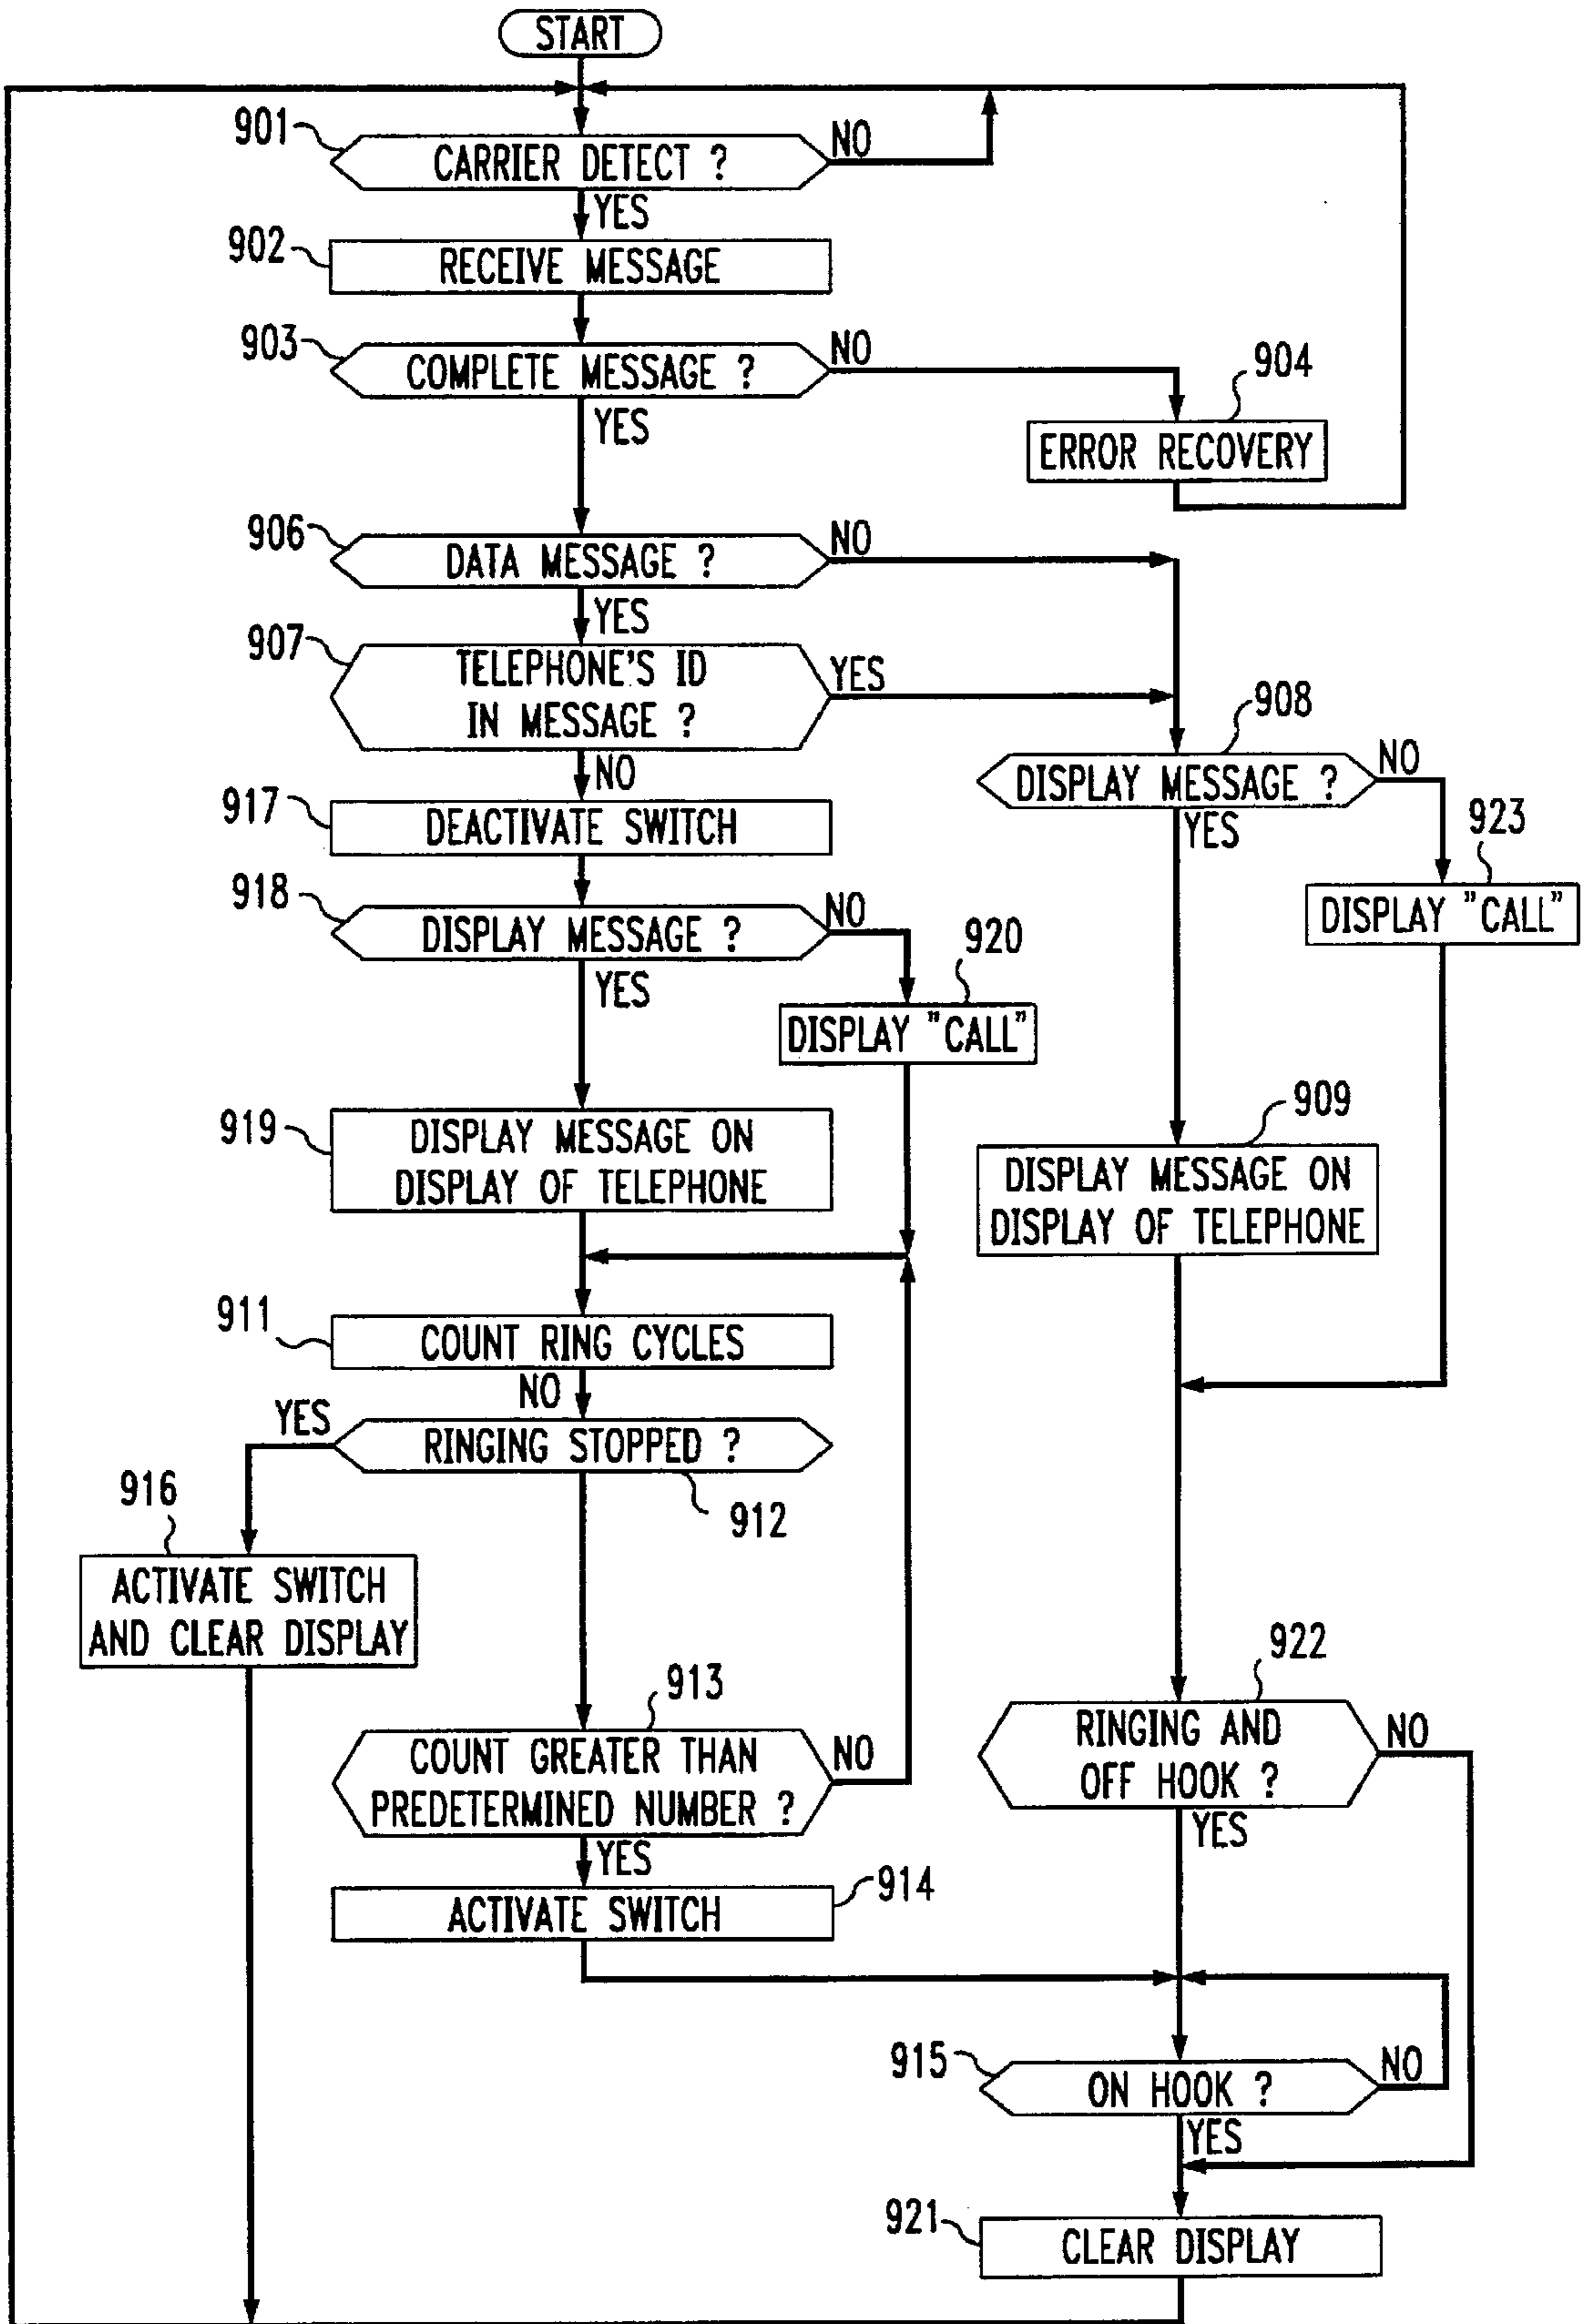 START
901
CARRIER DETECT ?
NO
YES
902
RECEIVE MESSAGE
903
COMPLETE MESSAGE ?
NO
YES
904
ERROR RECOVERY
906
DATA MESSAGE ?
NO
YES
907
TELEPHONE'S ID
IN MESSAGE ?
YES
NO
908
DISPLAY MESSAGE ?
NO
YES
923
DISPLAY "CALL"
917
DEACTIVATE SWITCH
918
DISPLAY MESSAGE ?
NO
YES
920
DISPLAY "CALL"
919
DISPLAY MESSAGE ON
DISPLAY OF TELEPHONE
909
DISPLAY MESSAGE ON
DISPLAY OF TELEPHONE
911
COUNT RING CYCLES
NO
YES
RINGING STOPPED ?
912
916
ACTIVATE SWITCH
AND CLEAR DISPLAY
913
COUNT GREATER THAN
PREDETERMINED NUMBER ?
NO
YES
914
ACTIVATE SWITCH
922
RINGING AND
OFF HOOK ?
NO
YES
915
ON HOOK ?
NO
YES
921
CLEAR DISPLAY